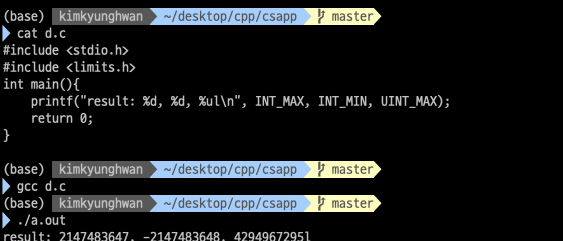 (base) kimkyunghwan ~/desktop/cpp/csapp master
cat d.c
#include <stdio.h>
#include <limits.h>
int main(){
    printf("result: %d, %d, %ul\n", INT_MAX, INT_MIN, UINT_MAX);
    return 0;
}
(base) kimkyunghwan ~/desktop/cpp/csapp master
gcc d.c
(base) kimkyunghwan ~/desktop/cpp/csapp master
./a.out
result: 2147483647, -2147483648, 4294967295l